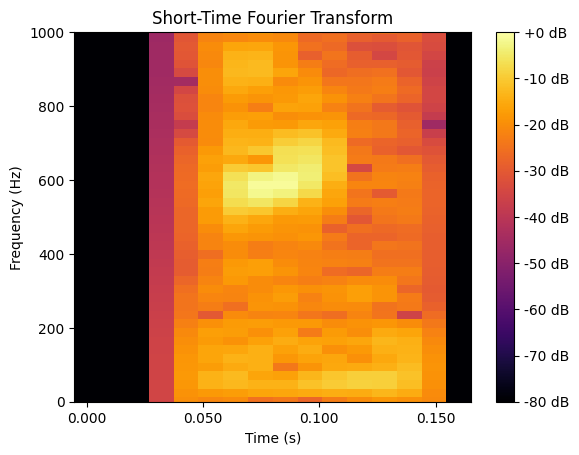 Short-Time Fourier Transform
1000
800
600
400
200
0
Frequency (Hz)
0.000
0.050
0.100
0.150
Time (s)
+0 dB
-10 dB
-20 dB
-30 dB
-40 dB
-50 dB
-60 dB
-70 dB
-80 dB